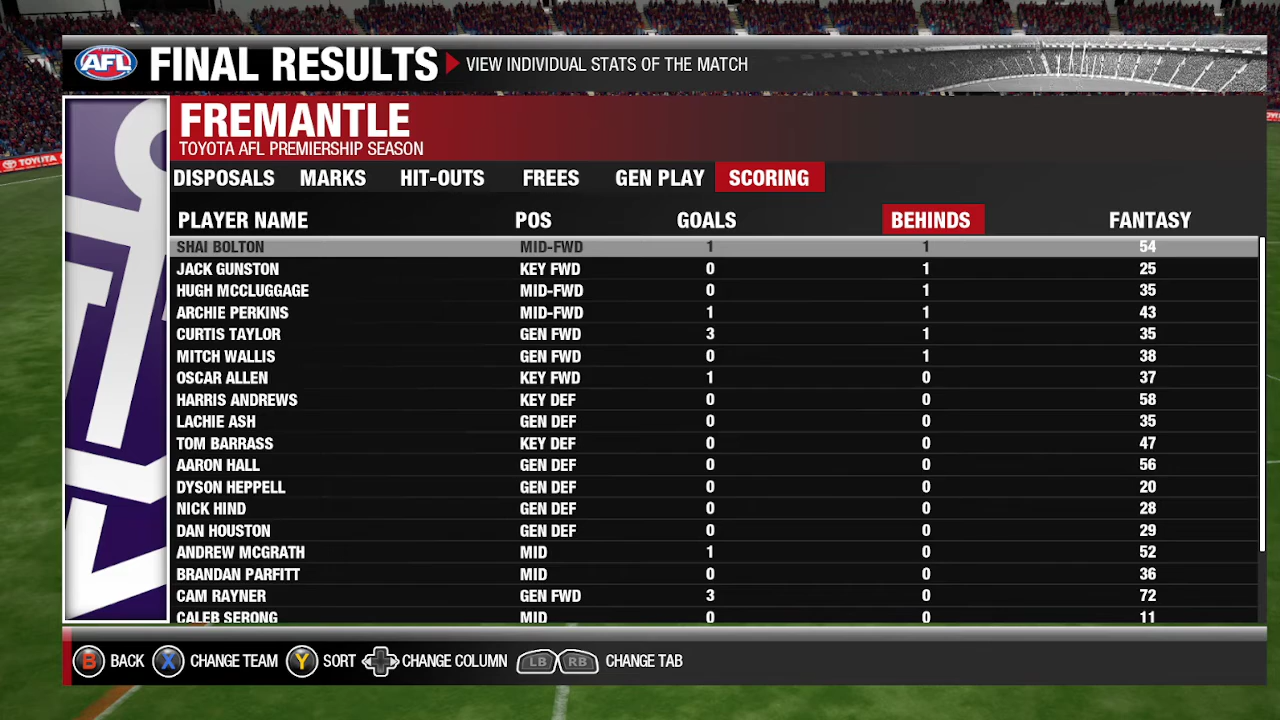 AFL FINAL RESULTS VIEW INDIVIDUAL STATS OF THE MATCH
FREMANTLE
TOYOTA AFL PREMIERSHIP SEASON
TOYOTA
DISPOSALS MARKS HIT-OUTS FREES GEN PLAY SCORING
PLAYER NAME POS GOALS BEHINDS FANTASY
SHAI BOLTON MID-FWD 1 1 54
JACK GUNSTON KEY FWD 0 1 25
HUGH MCCLUGGAGE MID-FWD 0 1 35
ARCHIE PERKINS MID-FWD 1 1 43
CURTIS TAYLOR GEN FWD 3 1 35
MITCH WALLIS GEN FWD 0 1 38
OSCAR ALLEN KEY FWD 1 0 37
HARRIS ANDREWS KEY DEF 0 0 58
LACHIE ASH GEN DEF 0 0 35
TOM BARRASS KEY DEF 0 0 47
AARON HALL GEN DEF 0 0 56
DYSON HEPPELL GEN DEF 0 0 20
NICK HIND GEN DEF 0 0 28
DAN HOUSTON GEN DEF 0 0 29
ANDREW MCGRATH MID 1 0 52
BRANDAN PARFITT MID 0 0 36
CAM RAYNER GEN FWD 3 0 72
CALEB SERONG MID 0 0 11
B BACK X CHANGE TEAM Y SORT CHANGE COLUMN LB RB CHANGE TAB